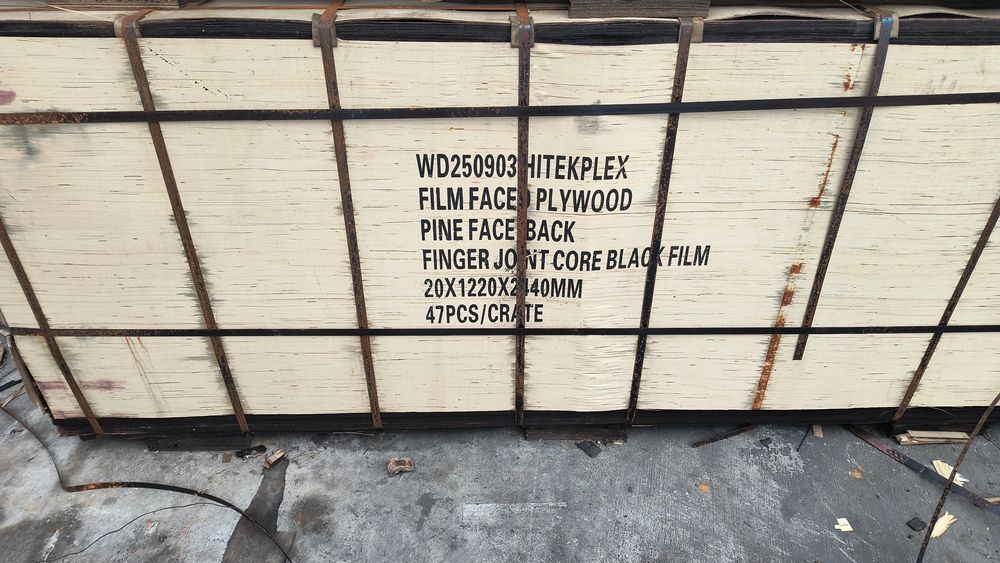 WD250903 HITEKPLEX
FILM FACED PLYWOOD
PINE FACE BACK
FINGER JOINT CORE BLACK FILM
20X1220X2440MM
47PCS/CRATE